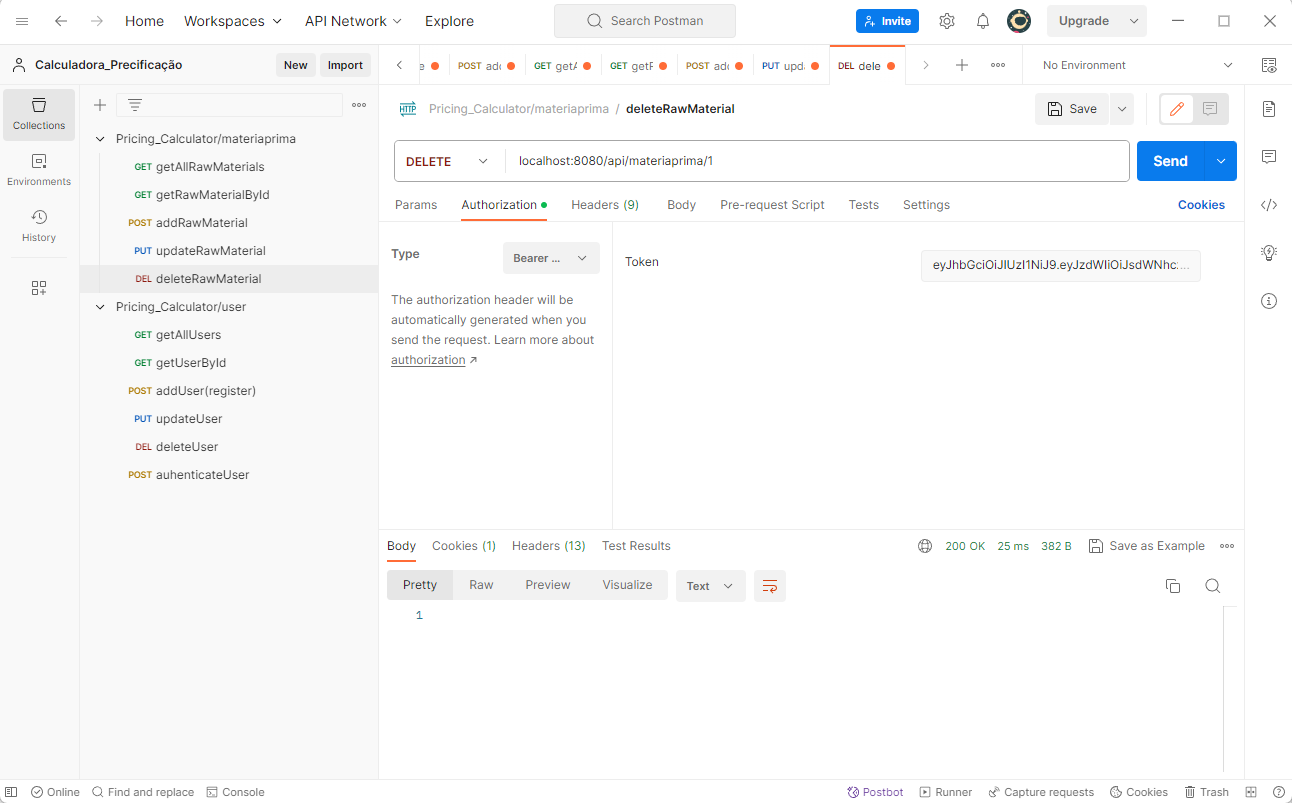 Home Workspaces API Network Explore Search Postman Invite Upgrade
Calculadora_Precificação New Import
POST GET getA GET getF POST PUT upd DEL dele No Environment
Collections
Environments
History
Pricing_Calculator/materiaprima
GET getAllRawMaterials
GET getRawMaterialById
POST addRawMaterial
PUT updateRawMaterial
DEL deleteRawMaterial
Pricing_Calculator/user
GET getAllUsers
GET getUserById
POST addUser(register)
PUT updateUser
DEL deleteUser
POST auhenticateUser
HTTP Pricing_Calculator/materiaprima / deleteRawMaterial Save
DELETE localhost:8080/api/materiaprima/1 Send
Params Authorization Headers (9) Body Pre-request Script Tests Settings Cookies
Type Bearer ...
The authorization header will be
automatically generated when you
send the request. Learn more about
authorization ↗
Token
Body Cookies (1) Headers (13) Test Results 200 OK 25 ms 382 B Save as Example
Pretty Raw Preview Visualize Text
1
Online Find and replace Console Postbot Runner Capture requests Cookies Trash